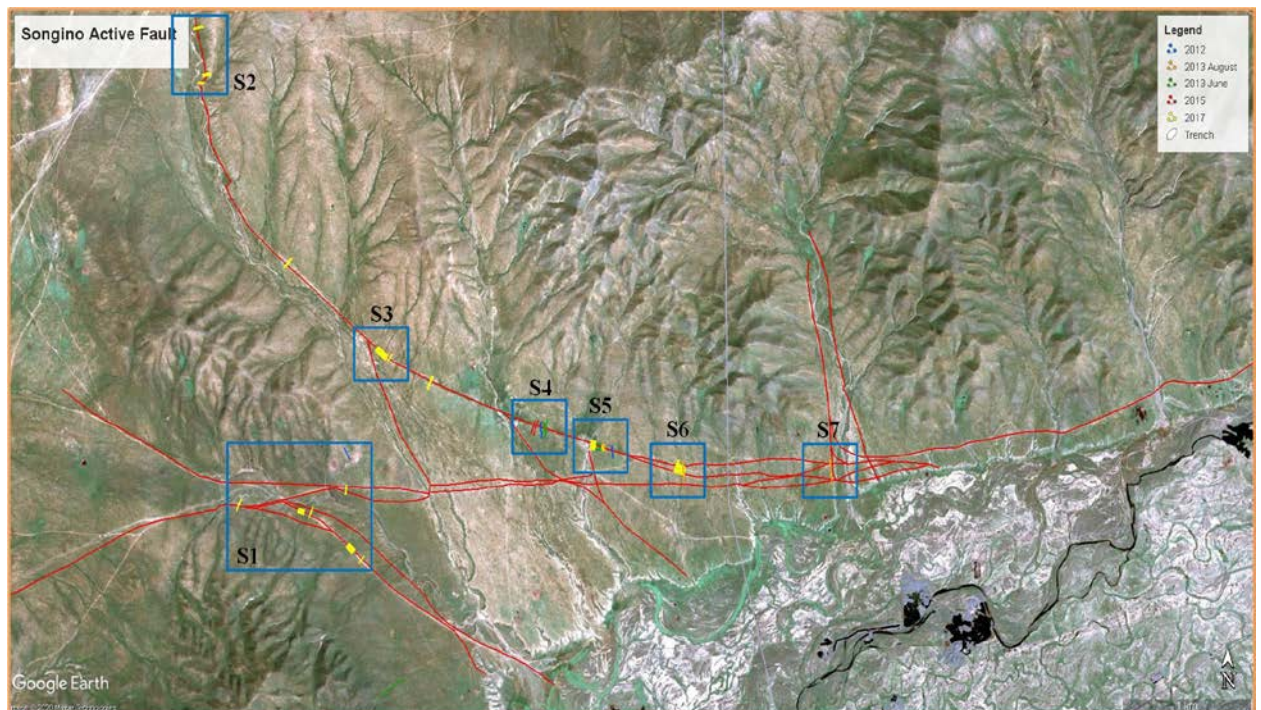 Songino Active Fault
Legend
2012
2013 August
2013 June
2015
2017
Trench
S2
S3
S4
S5
S6
S7
S1
Google Earth
N